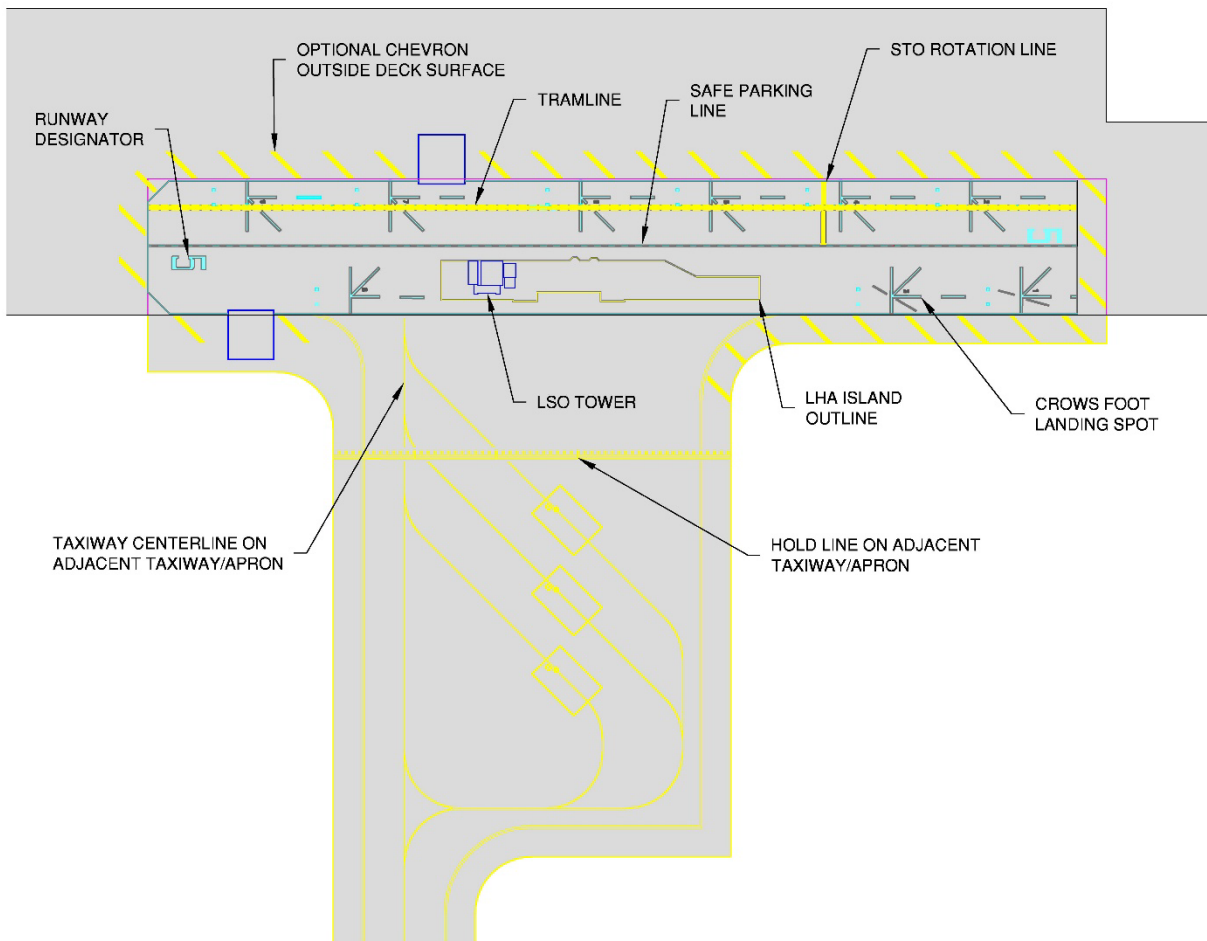 OPTIONAL CHEVRON
OUTSIDE DECK SURFACE
STO ROTATION LINE
TRAMLINE
SAFE PARKING
LINE
RUNWAY
DESIGNATOR
5
5
LSO TOWER
LHA ISLAND
OUTLINE
CROWS FOOT
LANDING SPOT
TAXIWAY CENTERLINE ON
ADJACENT TAXIWAY/APRON
HOLD LINE ON ADJACENT
TAXIWAY/APRON